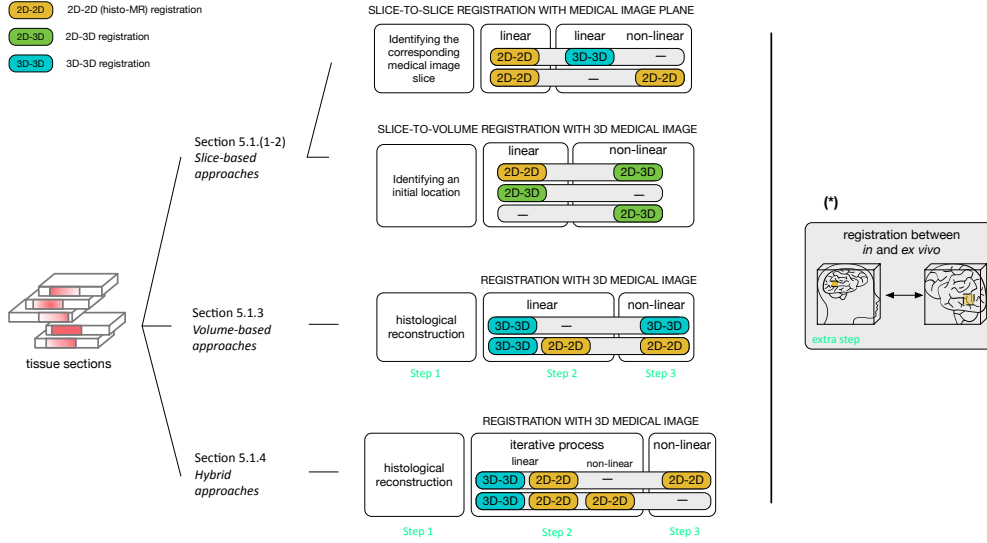 2D-2D 2D-2D (histo-MR) registration
2D-3D 2D-3D registration
3D-3D 3D-3D registration
SLICE-TO-SLICE REGISTRATION WITH MEDICAL IMAGE PLANE
Identifying the
corresponding
medical image
slice
linear linear non-linear
2D-2D 3D-3D —
2D-2D — 2D-2D
Section 5.1.(1-2)
Slice-based
approaches
SLICE-TO-VOLUME REGISTRATION WITH 3D MEDICAL IMAGE
Identifying an
initial location
linear non-linear
2D-2D 2D-3D
2D-3D —
— 2D-3D
tissue sections
Section 5.1.3
Volume-based
approaches
REGISTRATION WITH 3D MEDICAL IMAGE
histological
reconstruction
linear non-linear
3D-3D — 3D-3D
3D-3D 2D-2D 2D-2D
Step 1 Step 2 Step 3
Section 5.1.4
Hybrid
approaches
REGISTRATION WITH 3D MEDICAL IMAGE
histological
reconstruction
iterative process non-linear
linear non-linear
3D-3D 2D-2D — 2D-2D
3D-3D 2D-2D 2D-2D —
Step 1 Step 2 Step 3
(*)
registration between
in and ex vivo
extra step